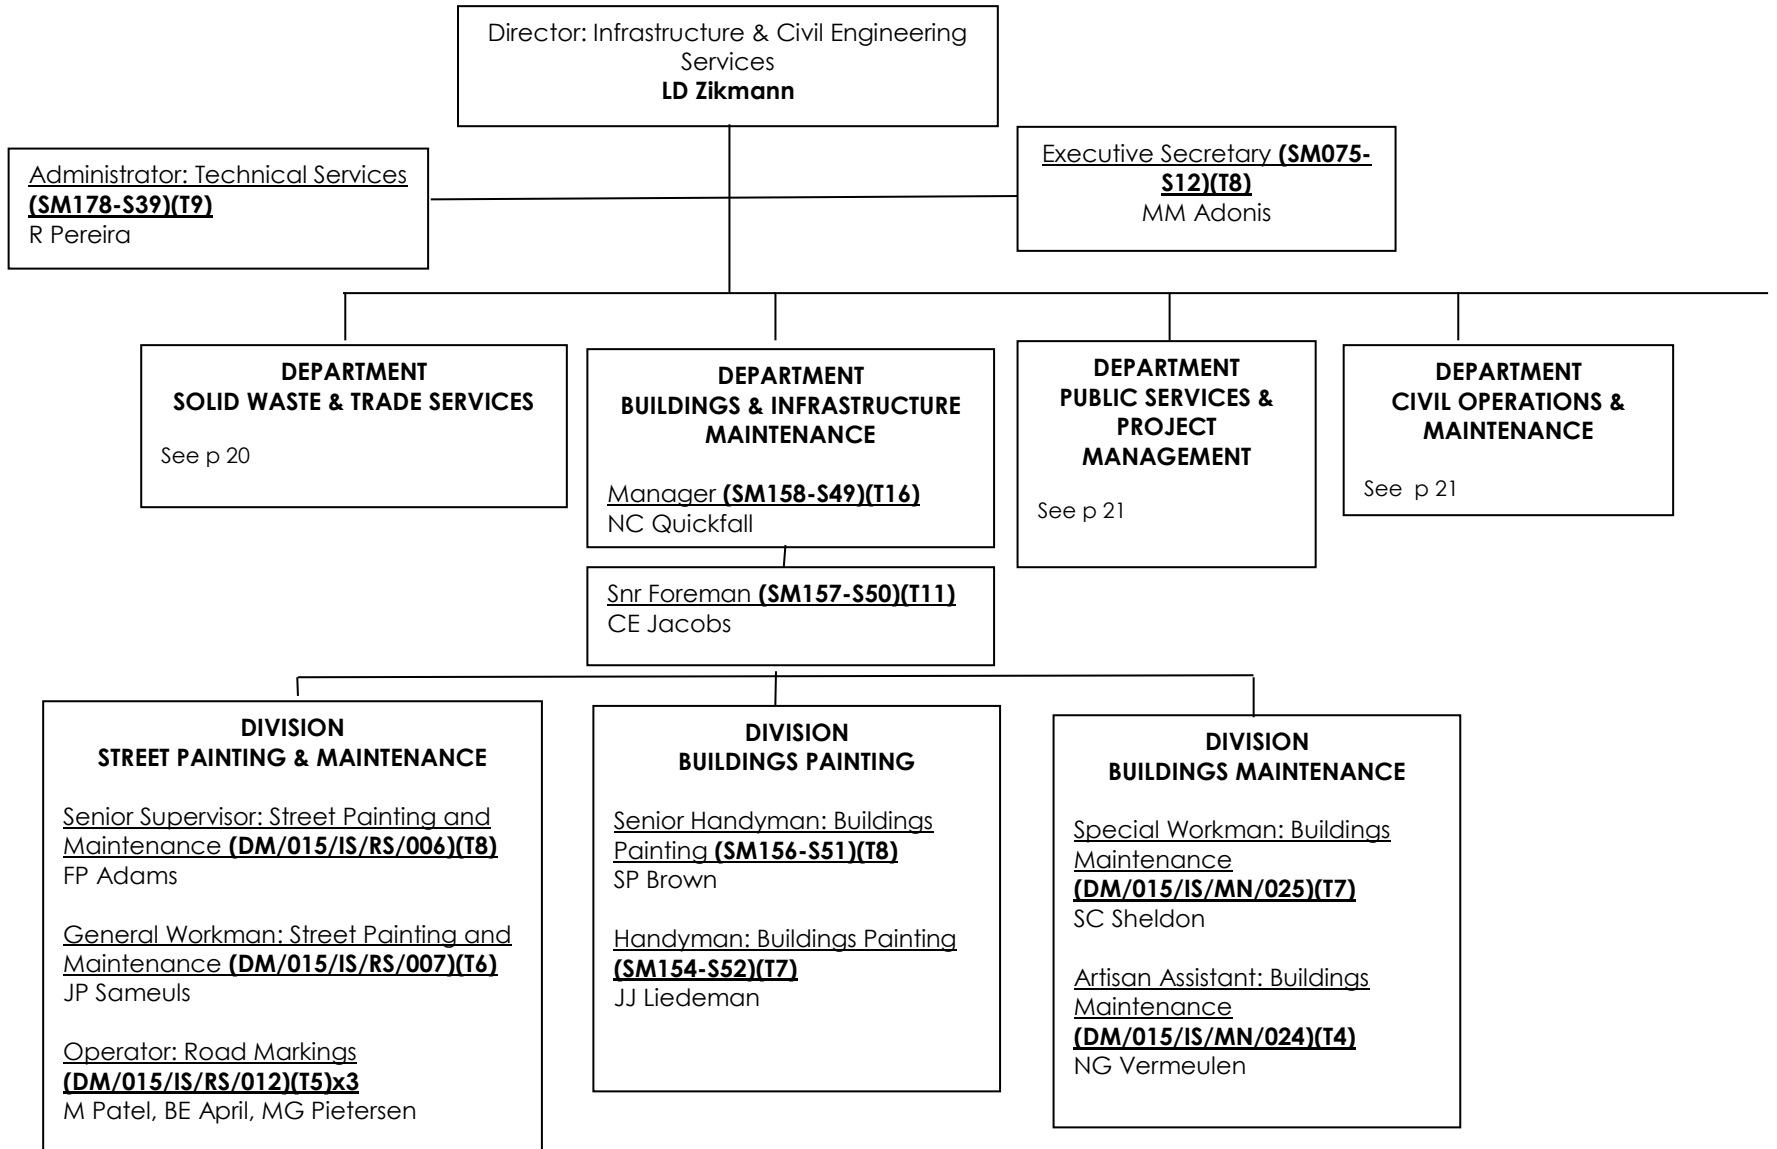 Director: Infrastructure & Civil Engineering
Services
LD Zikmann
Administrator: Technical Services
(SM178-S39)(T9)
R Pereira
Executive Secretary (SM075-
S12)(T8)
MM Adonis
DEPARTMENT
SOLID WASTE & TRADE SERVICES
See p 20
DEPARTMENT
BUILDINGS & INFRASTRUCTURE
MAINTENANCE
Manager (SM158-S49)(T16)
NC Quickfall
DEPARTMENT
PUBLIC SERVICES &
PROJECT
MANAGEMENT
See p 21
DEPARTMENT
CIVIL OPERATIONS &
MAINTENANCE
See p 21
Snr Foreman (SM157-S50)(T11)
CE Jacobs
DIVISION
STREET PAINTING & MAINTENANCE
Senior Supervisor: Street Painting and
Maintenance (DM/015/IS/RS/006)(T8)
FP Adams
General Workman: Street Painting and
Maintenance (DM/015/IS/RS/007)(T6)
JP Sameuls
Operator: Road Markings
(DM/015/IS/RS/012)(T5)x3
M Patel, BE April, MG Pietersen
DIVISION
BUILDINGS PAINTING
Senior Handyman: Buildings
Painting (SM156-S51)(T8)
SP Brown
Handyman: Buildings Painting
(SM154-S52)(T7)
JJ Liedeman
DIVISION
BUILDINGS MAINTENANCE
Special Workman: Buildings
Maintenance
(DM/015/IS/MN/025)(T7)
SC Sheldon
Artisan Assistant: Buildings
Maintenance
(DM/015/IS/MN/024)(T4)
NG Vermeulen